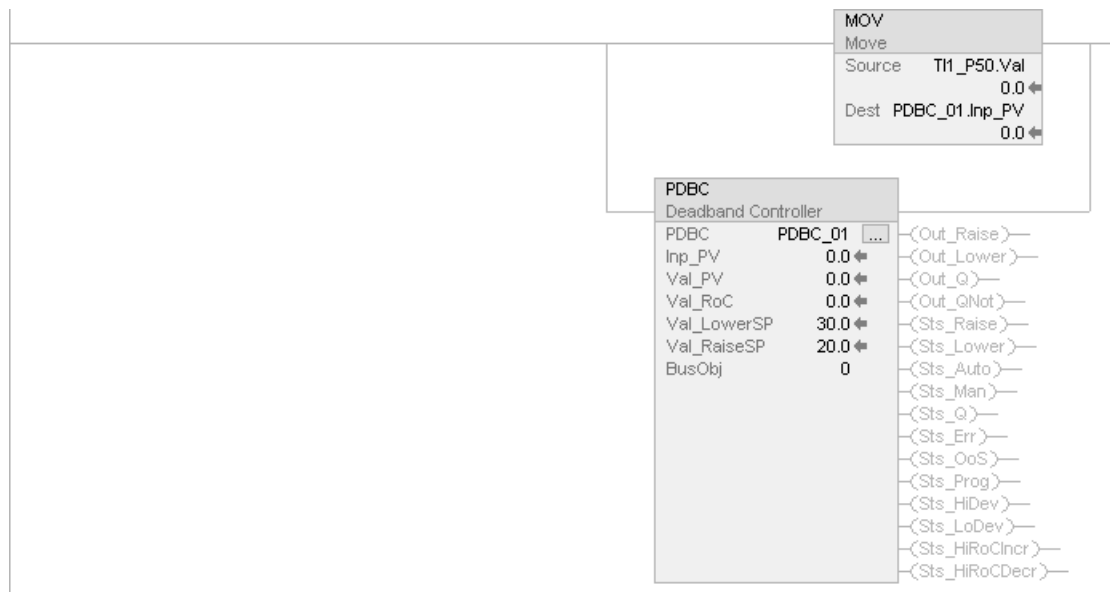 MOV
Move
Source TI1_P50.Val
0.0
Dest PDBC_01.Inp_PV
0.0
PDBC
Deadband Controller
PDBC PDBC_01 ... (Out_Raise)
Inp_PV 0.0 (Out_Lower)
Val_PV 0.0 (Out_Q)
Val_RoC 0.0 (Out_QNot)
Val_LowerSP 30.0 (Sts_Raise)
Val_RaiseSP 20.0 (Sts_Lower)
BusObj 0 (Sts_Auto)
(Sts_Man)
(Sts_Q)
(Sts_Err)
(Sts_OoS)
(Sts_Prog)
(Sts_HiDev)
(Sts_LoDev)
(Sts_HiRoCIncr)
(Sts_HiRoCDecr)